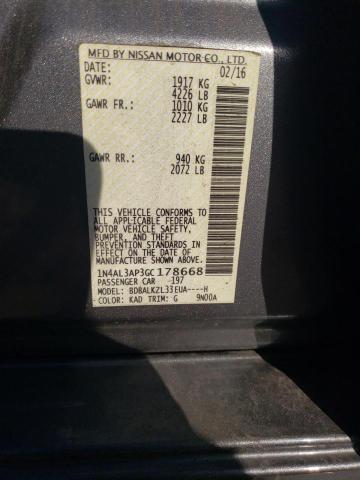 MFD BY NISSAN MOTOR CO., LTD.
DATE: 02/16
GVWR: 1917 KG
4226 LB
GAWR FR.: 1010 KG
2227 LB
GAWR RR.: 940 KG
2072 LB
THIS VEHICLE CONFORMS TO
ALL APPLICABLE FEDERAL
MOTOR VEHICLE SAFETY,
BUMPER, AND THEFT
PREVENTION STANDARDS IN
EFFECT ON THE DATE OF
MANUFACTURE SHOWN ABOVE.
1N4AL3AP3GC178668
PASSENGER CAR -197
MODEL: BDBALKZL33EUA----H
COLOR: KAD TRIM: G 9N00A